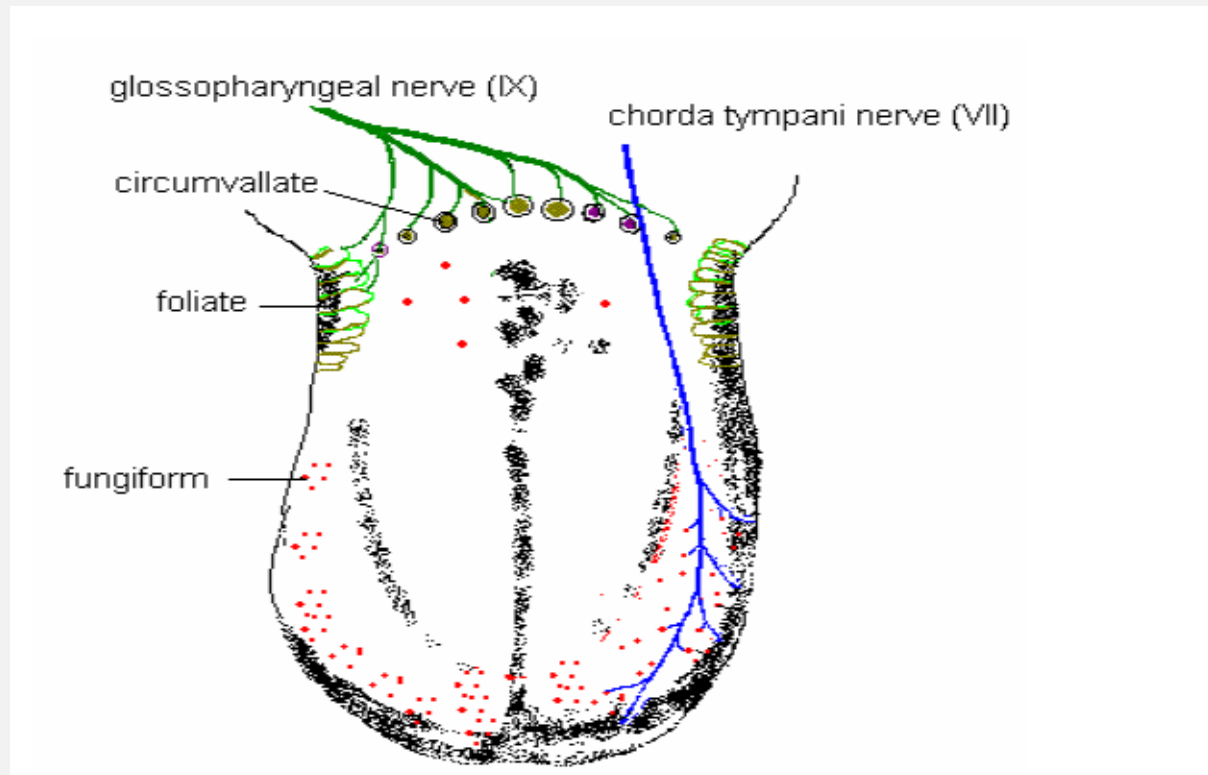 glossopharyngeal nerve (IX)
chorda tympani nerve (VII)
circumvallate
foliate
fungiform